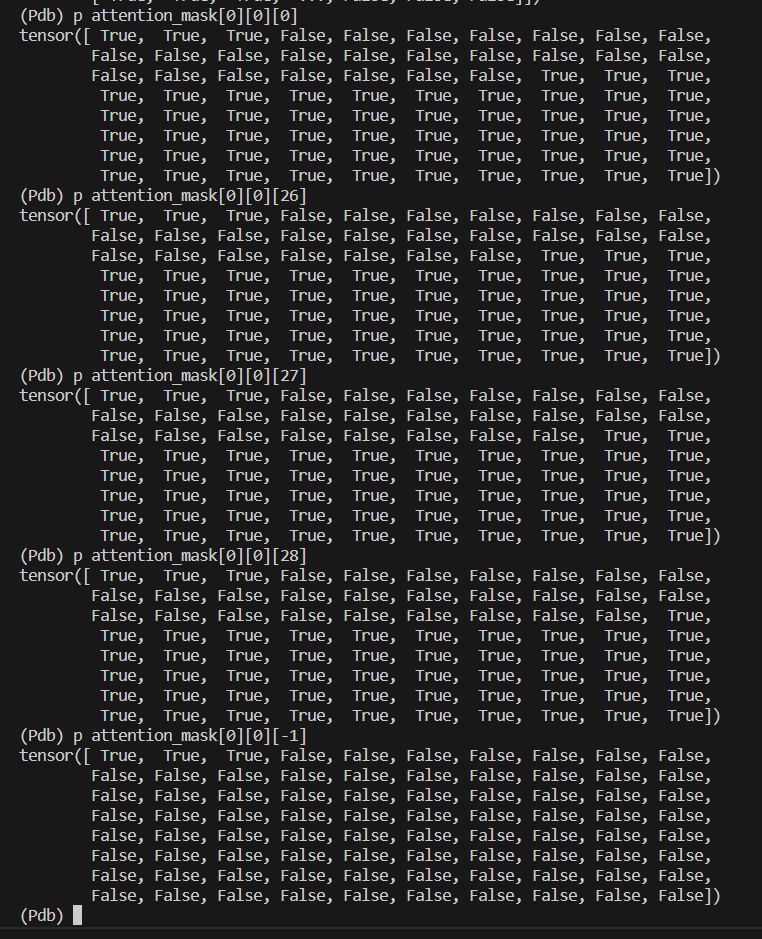 (Pdb) p attention_mask[0][0][0]
tensor([ True,  True,  True, False, False, False, False, False, False, False,
        False, False, False, False, False, False, False, False, False, False,
        False, False, False, False, False, False, False,  True,  True,  True,
         True,  True,  True,  True,  True,  True,  True,  True,  True,  True,
         True,  True,  True,  True,  True,  True,  True,  True,  True,  True,
         True,  True,  True,  True,  True,  True,  True,  True,  True,  True,
         True,  True,  True,  True,  True,  True,  True,  True,  True,  True,
         True,  True,  True,  True,  True,  True,  True,  True,  True,  True])
(Pdb) p attention_mask[0][0][26]
tensor([ True,  True,  True, False, False, False, False, False, False, False,
        False, False, False, False, False, False, False, False, False, False,
        False, False, False, False, False, False, False,  True,  True,  True,
         True,  True,  True,  True,  True,  True,  True,  True,  True,  True,
         True,  True,  True,  True,  True,  True,  True,  True,  True,  True,
         True,  True,  True,  True,  True,  True,  True,  True,  True,  True,
         True,  True,  True,  True,  True,  True,  True,  True,  True,  True,
         True,  True,  True,  True,  True,  True,  True,  True,  True,  True])
(Pdb) p attention_mask[0][0][27]
tensor([ True,  True,  True, False, False, False, False, False, False, False,
        False, False, False, False, False, False, False, False, False, False,
        False, False, False, False, False, False, False, False,  True,  True,
         True,  True,  True,  True,  True,  True,  True,  True,  True,  True,
         True,  True,  True,  True,  True,  True,  True,  True,  True,  True,
         True,  True,  True,  True,  True,  True,  True,  True,  True,  True,
         True,  True,  True,  True,  True,  True,  True,  True,  True,  True,
         True,  True,  True,  True,  True,  True,  True,  True,  True,  True])
(Pdb) p attention_mask[0][0][28]
tensor([ True,  True,  True, False, False, False, False, False, False, False,
        False, False, False, False, False, False, False, False, False, False,
        False, False, False, False, False, False, False, False, False,  True,
         True,  True,  True,  True,  True,  True,  True,  True,  True,  True,
         True,  True,  True,  True,  True,  True,  True,  True,  True,  True,
         True,  True,  True,  True,  True,  True,  True,  True,  True,  True,
         True,  True,  True,  True,  True,  True,  True,  True,  True,  True,
         True,  True,  True,  True,  True,  True,  True,  True,  True,  True])
(Pdb) p attention_mask[0][0][-1]
tensor([ True,  True,  True, False, False, False, False, False, False, False,
        False, False, False, False, False, False, False, False, False, False,
        False, False, False, False, False, False, False, False, False, False,
        False, False, False, False, False, False, False, False, False, False,
        False, False, False, False, False, False, False, False, False, False,
        False, False, False, False, False, False, False, False, False, False,
        False, False, False, False, False, False, False, False, False, False,
        False, False, False, False, False, False, False, False, False, False])
(Pdb)